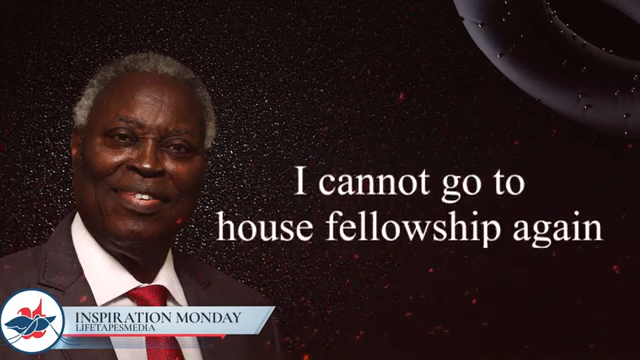 I cannot go to
house fellowship again
INSPIRATION MONDAY
LIFETAPESMEDIA